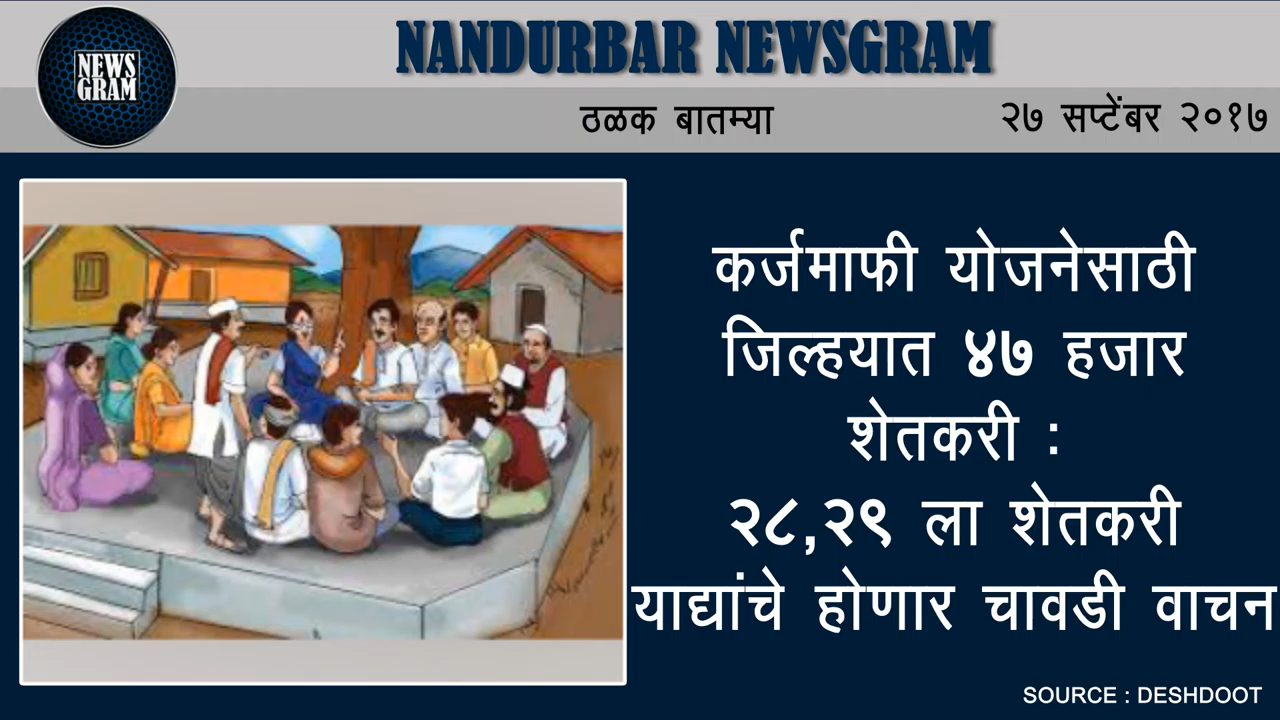 NEWS
GRAM
NANDURBAR NEWSGRAM
ठळक बातम्या
२७ सप्टेंबर २०१७
कर्जमाफी योजनेसाठी
जिल्हयात ४७ हजार
शेतकरी :
२८,२९ ला शेतकरी
याद्यांचे होणार चावडी वाचन
SOURCE : DESHDOOT